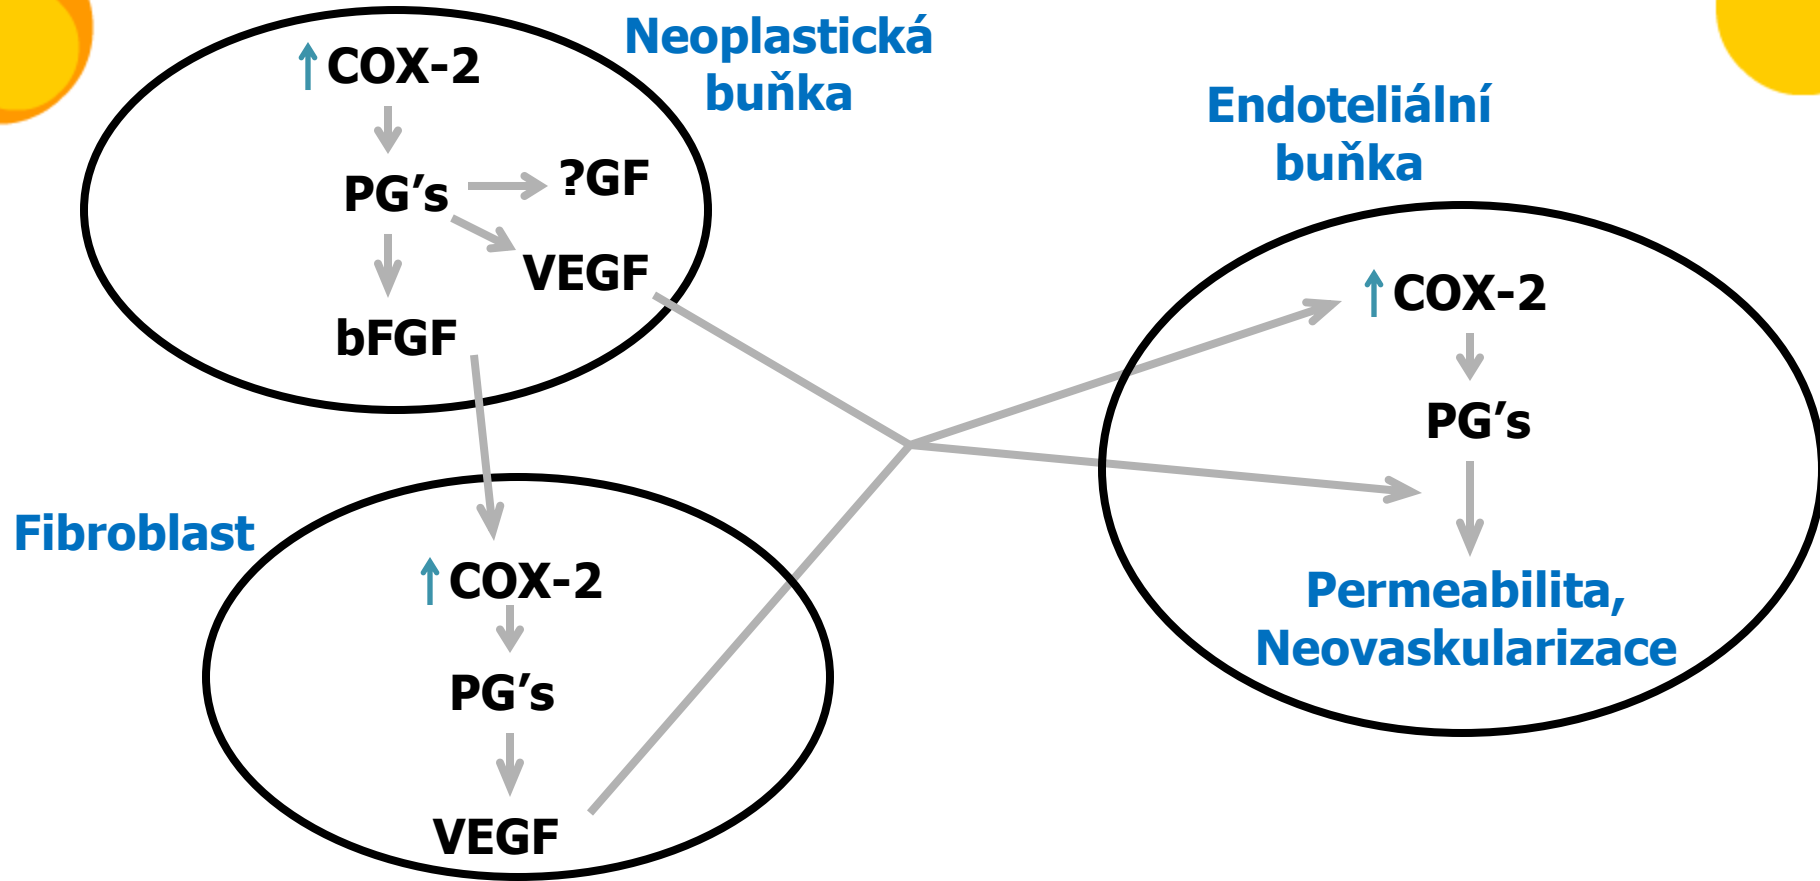 Neoplastická
buňka
COX-2
PG’s
?GF
VEGF
bFGF
Fibroblast
COX-2
PG’s
VEGF
Endoteliální
buňka
COX-2
PG’s
Permeabilita,
Neovaskularizace